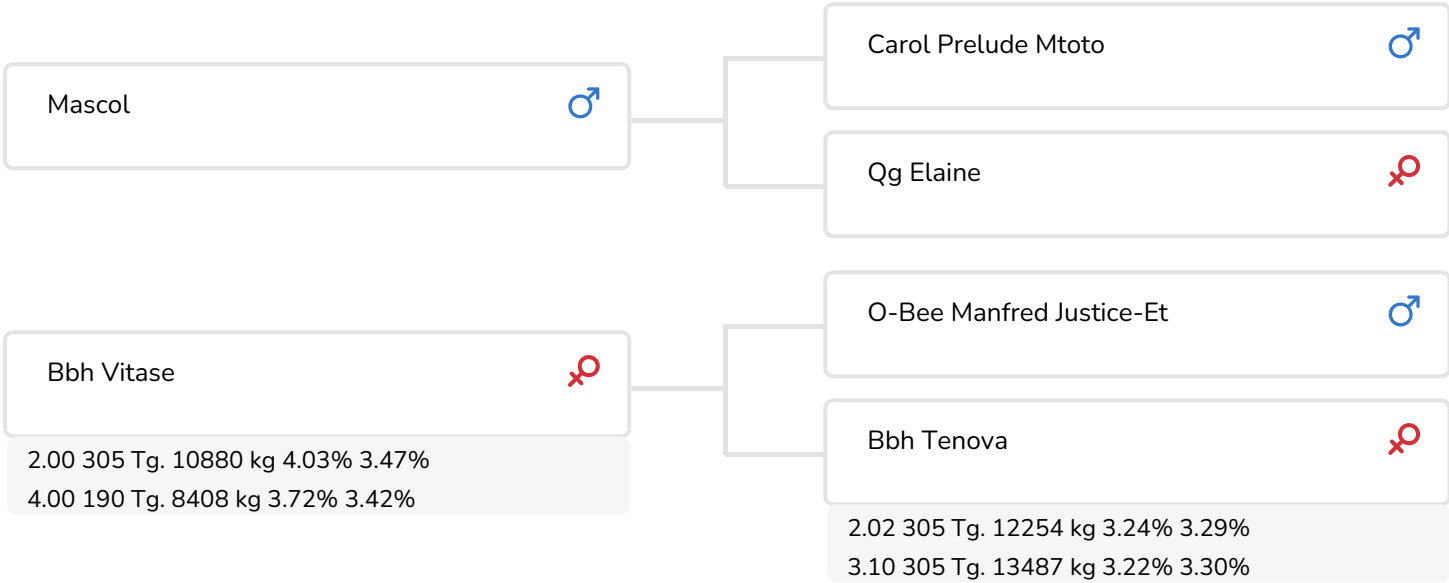 Mascol
Carol Prelude Mtoto
Qg Elaine
Bbh Vitase
2.00 305 Tg. 10880 kg 4.03% 3.47%
4.00 190 Tg. 8408 kg 3.72% 3.42%
O-Bee Manfred Justice-Et
Bbh Tenova
2.02 305 Tg. 12254 kg 3.24% 3.29%
3.10 305 Tg. 13487 kg 3.22% 3.30%